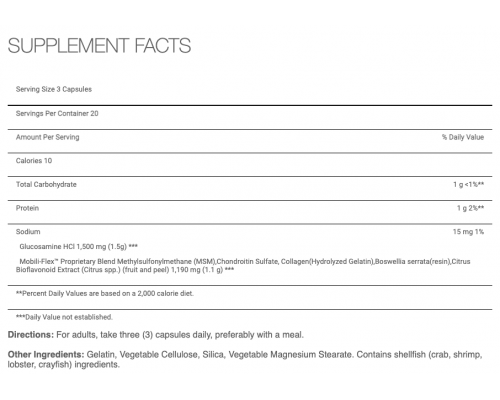 SUPPLEMENT FACTS
Serving Size 3 Capsules
Servings Per Container 20
Amount Per Serving % Daily Value
Calories 10
Total Carbohydrate 1 g <1%**
Protein 1 g 2%**
Sodium 15 mg 1%
Glucosamine HCl 1,500 mg (1.5g) ***
Mobili-Flex™ Proprietary Blend Methylsulfonylmethane (MSM),Chondroitin Sulfate, Collagen(Hydrolyzed Gelatin),Boswellia serrata(resin),Citrus
Bioflavonoid Extract (Citrus spp.) (fruit and peel) 1,190 mg (1.1 g) ***
**Percent Daily Values are based on a 2,000 calorie diet.
***Daily Value not established.
Directions: For adults, take three (3) capsules daily, preferably with a meal.
Other Ingredients: Gelatin, Vegetable Cellulose, Silica, Vegetable Magnesium Stearate. Contains shellfish (crab, shrimp,
lobster, crayfish) ingredients.